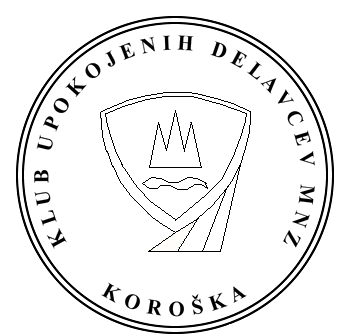 KLUB UPOKOJENIH DELAVCEV MNZ
KOROŠKA